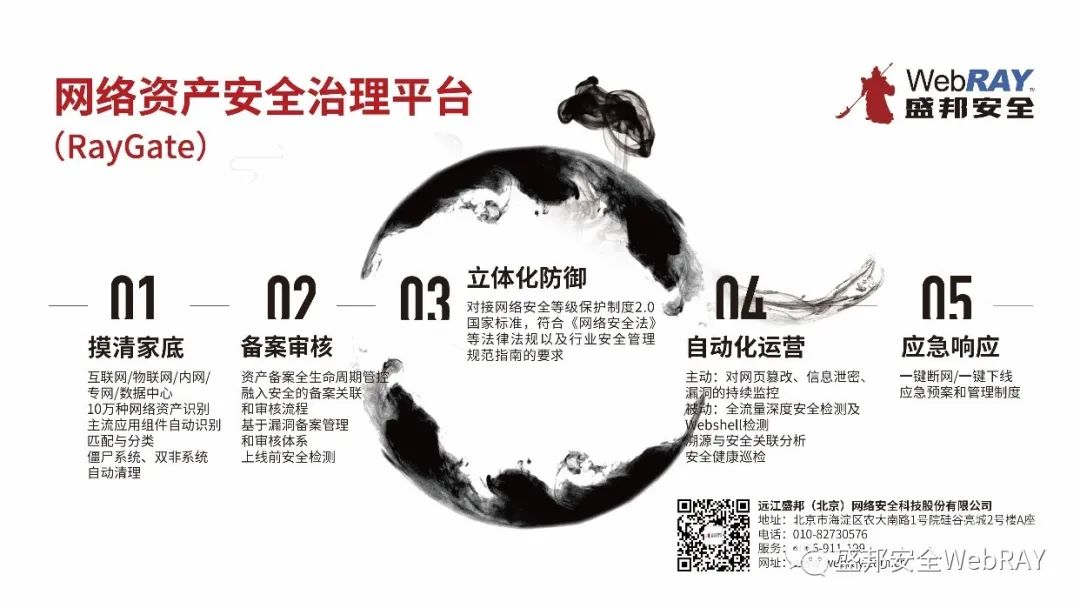 网络资产安全治理平台
（RayGate）
WebRAY
盛邦安全
01
摸清家底
互联网/物联网/内网/
专网/数据中心
10万种网络资产识别
主流应用组件自动识别
匹配与分类
僵尸系统、双非系统
自动清理
02
备案审核
资产备案全生命周期管控
融入安全的备案关联
和审核流程
基于漏洞备案管理
和审核体系
上线前安全检测
03
立体化防御
对接网络安全等级保护制度2.0
国家标准，符合《网络安全法》
等法律法规以及行业安全管理
规范指南的要求
04
自动化运营
主动：对网页篡改、信息泄密、
漏洞的持续监控
被动：全流量深度安全检测及
Webshell检测
溯源与安全关联分析
安全健康巡检
05
应急响应
一键断网/一键下线
应急预案和管理制度
远江盛邦（北京）网络安全科技股份有限公司
地址：北京市海淀区农大南路1号院硅谷亮城2号楼A座
电话：010-82730576
服务：
网址：
盛邦安全WebRAY